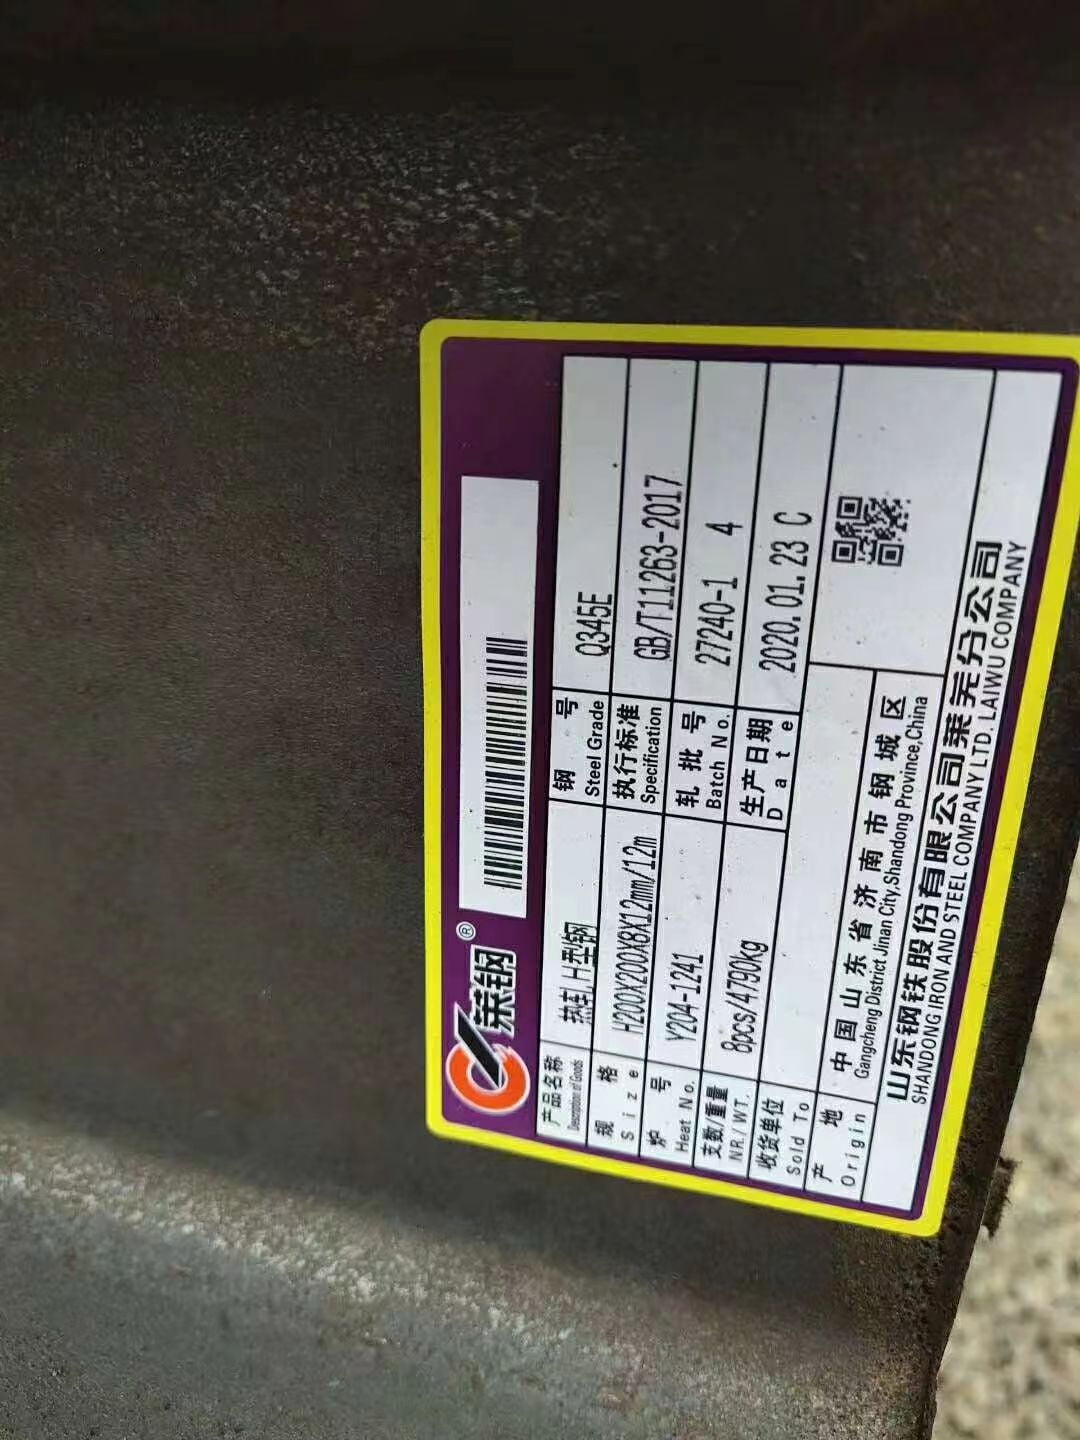 莱钢®
产品名称 热轧H型钢 钢号 Q345E
Description of Goods Steel Grade
规格 H200X200X8X12mm/12m 执行标准 GB/T11263-2017
Size Specification
炉号 Y204-1241 轧批号 27240-1 4
Heat No. Batch No.
支数/重量 8pcs/4790kg 生产日期 2020.01.23 C
NR./WT. Date
收货单位
Sold To
产地 中国山东省济南市钢城区
Origin Gangcheng District Jinan City,Shandong Province,China
山东钢铁股份有限公司莱芜分公司
SHANDONG IRON AND STEEL COMPANY LTD. LAIWU COMPANY